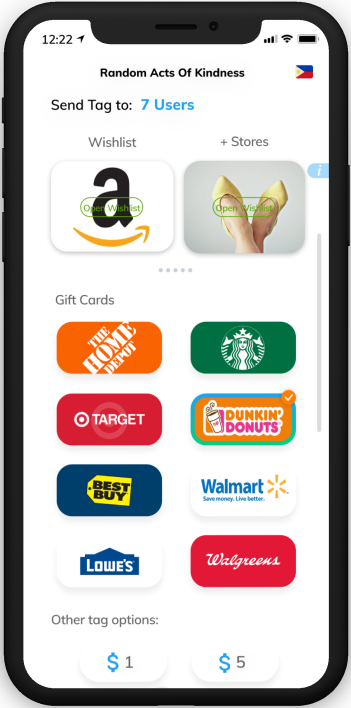 12:22
Random Acts Of Kindness
Send Tag to: 7 Users
Wishlist
+ Stores
a
Open Wishlist
Open Wishlist
i
Gift Cards
THE
HOME
DEPOT
TARGET
DUNKIN'
DONUTS
BEST
BUY
Walmart
Save money. Live better.
LOWE'S
Walgreens
Other tag options:
$ 1
$ 5